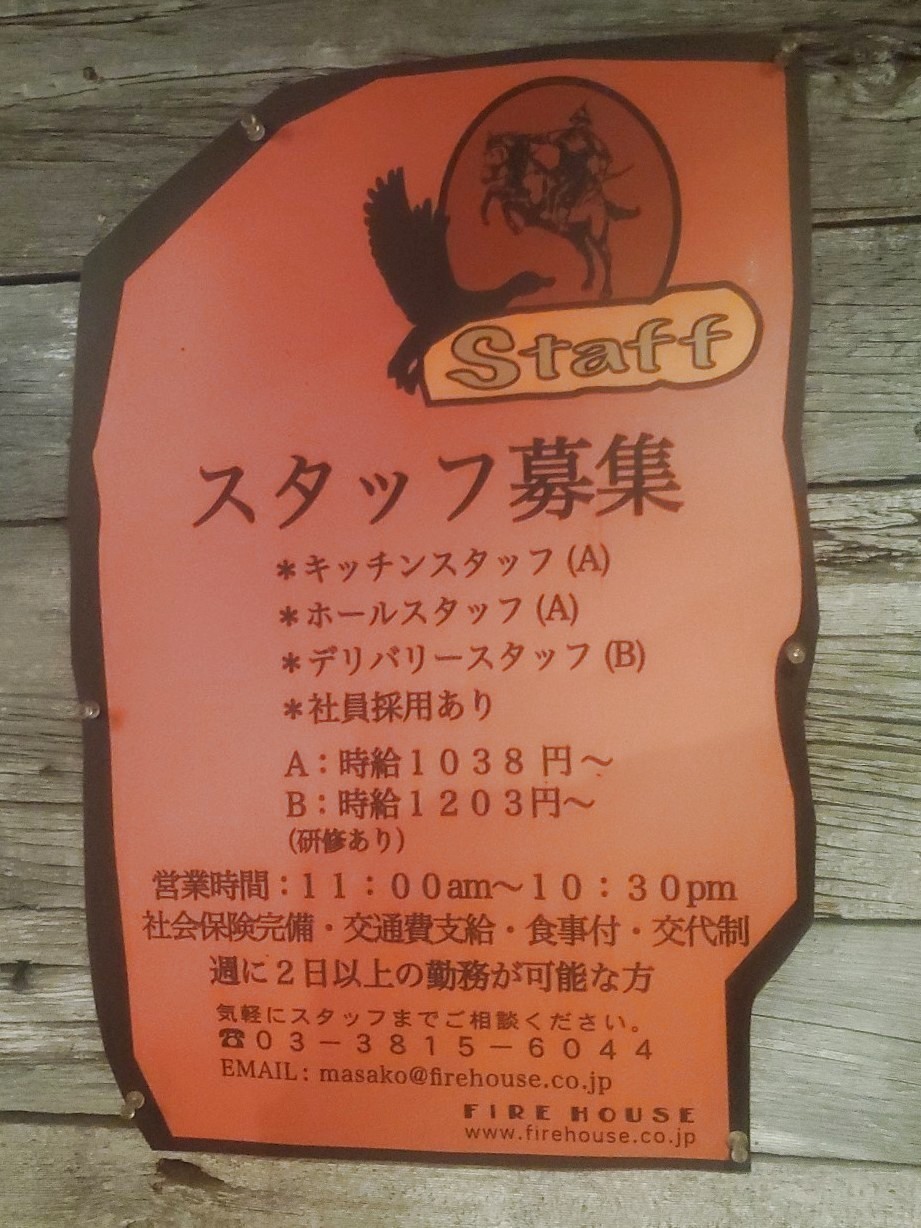 Staff
スタッフ募集
＊キッチンスタッフ(A)
＊ホールスタッフ(A)
＊デリバリースタッフ(B)
＊社員採用あり
A：時給１０３８円〜
B：時給１２０３円〜
(研修あり)
営業時間：１１：００am〜１０：３０pm
社会保険完備・交通費支給・食事付・交代制
週に２日以上の勤務が可能な方
気軽にスタッフまでご相談ください。
☎０３－３８１５－６０４４
EMAIL: masako@firehouse.co.jp
FIRE HOUSE
www.firehouse.co.jp